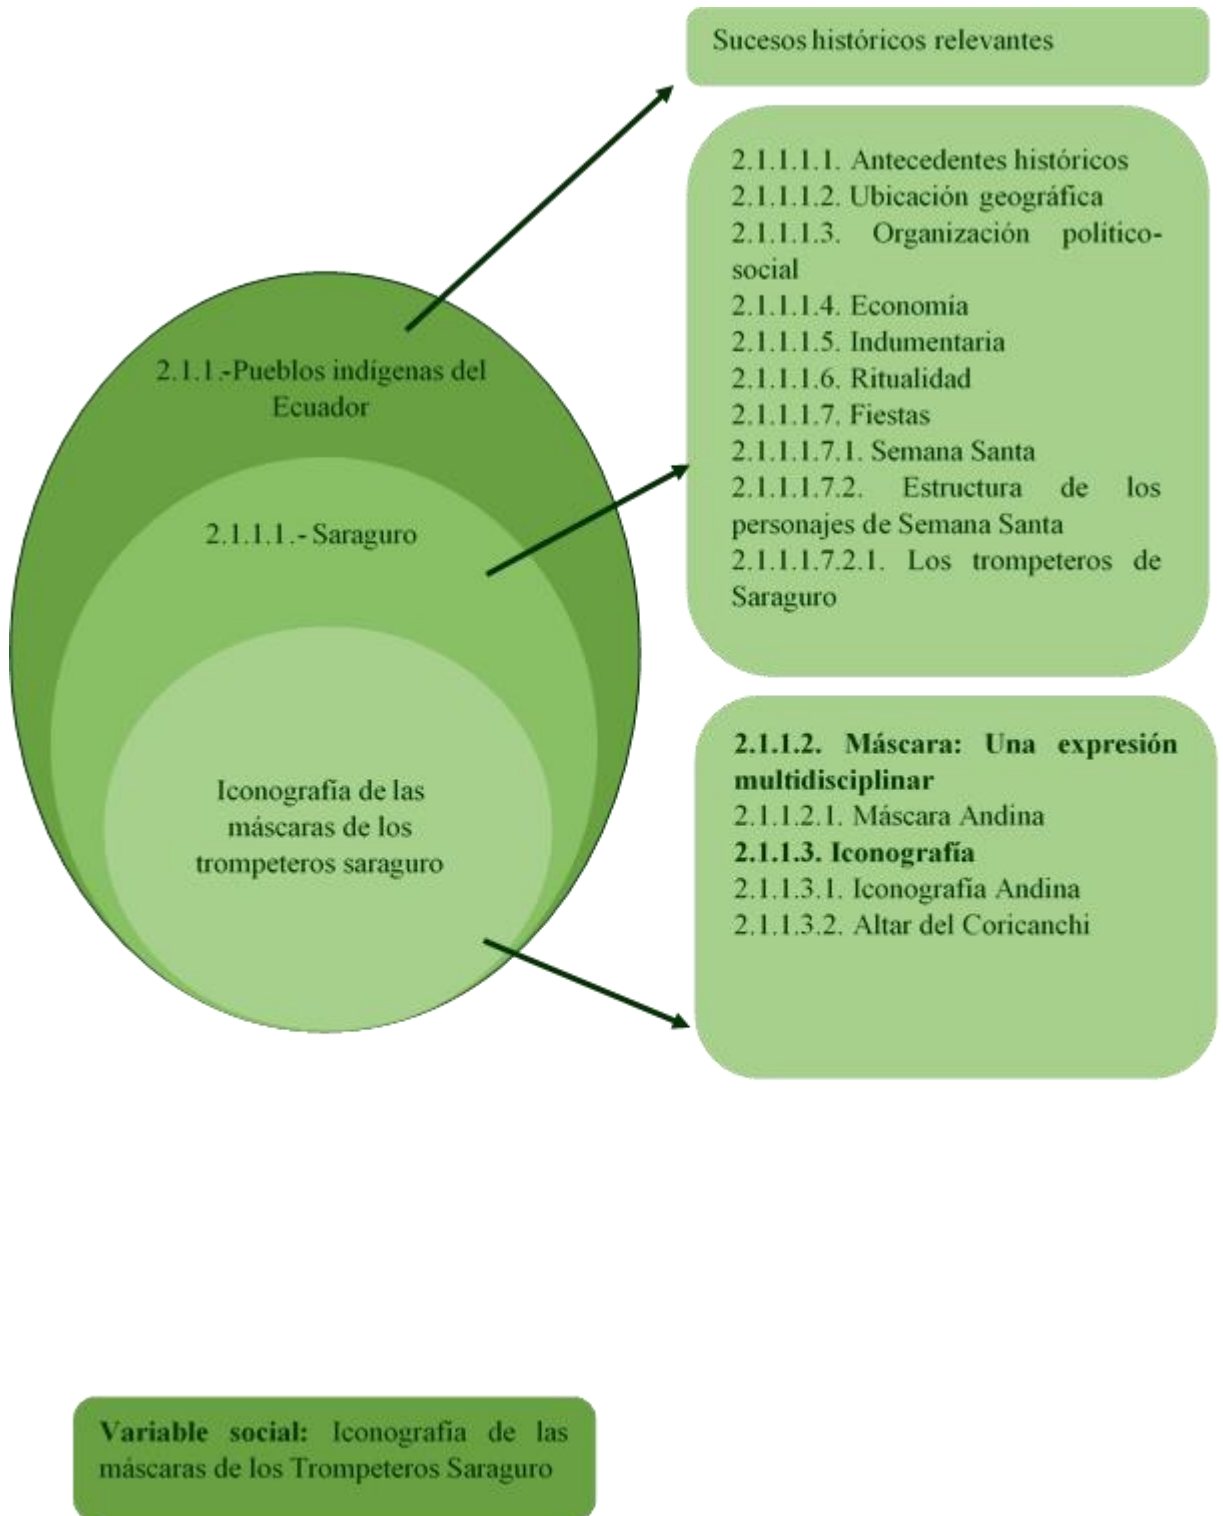 Sucesos históricos relevantes
2.1.1.1.1. Antecedentes históricos
2.1.1.1.2. Ubicación geográfica
2.1.1.1.3. Organización político-
social
2.1.1.1.4. Economía
2.1.1.1.5. Indumentaria
2.1.1.1.6. Ritualidad
2.1.1.1.7. Fiestas
2.1.1.1.7.1. Semana Santa
2.1.1.1.7.2. Estructura de los
personajes de Semana Santa
2.1.1.1.7.2.1. Los trompeteros de
Saraguro
2.1.1.-Pueblos indígenas del
Ecuador
2.1.1.1.- Saraguro
Iconografía de las
máscaras de los
trompeteros saraguro
2.1.1.2. Máscara: Una expresión
multidisciplinar
2.1.1.2.1. Máscara Andina
2.1.1.3. Iconografía
2.1.1.3.1. Iconografía Andina
2.1.1.3.2. Altar del Coricanchi
Variable social: Iconografía de las
máscaras de los Trompeteros Saraguro